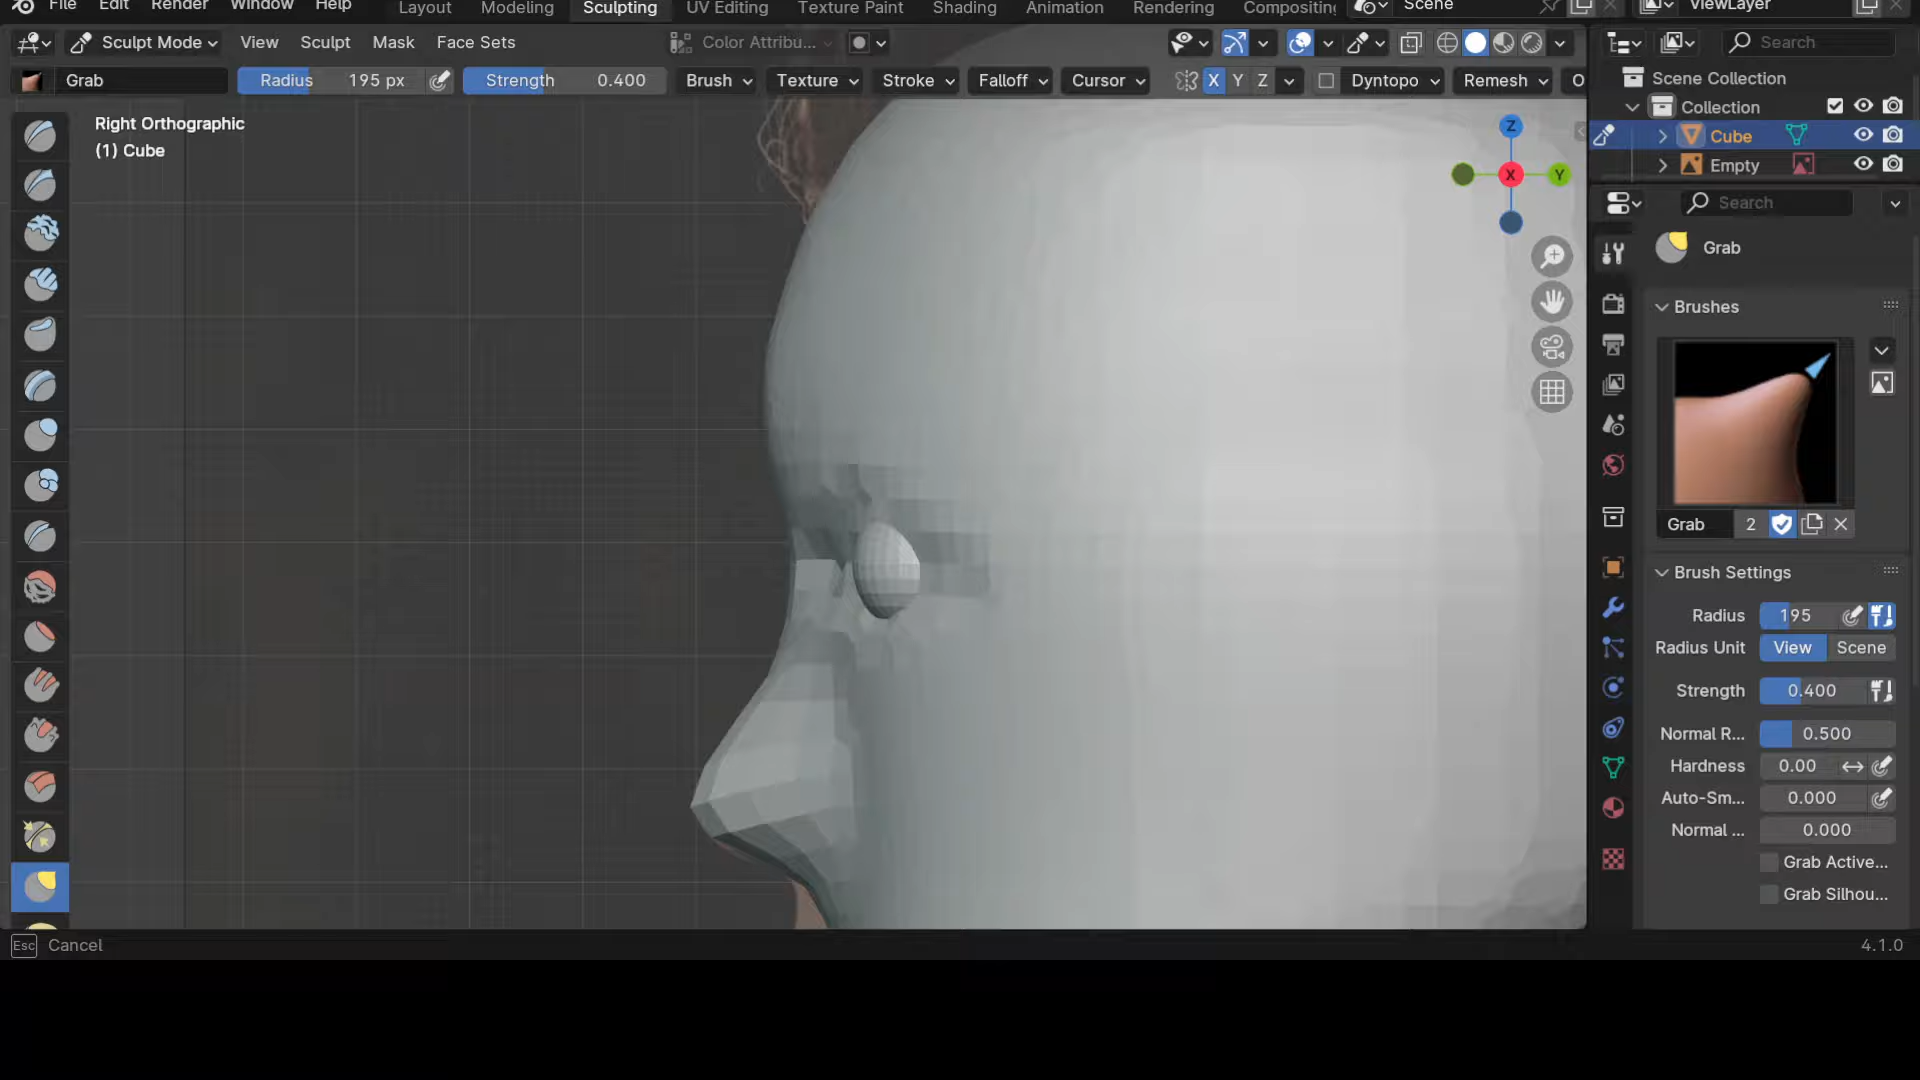 File Edit Render Window Help Layout Modeling Sculpting UV Editing Texture Paint Shading Animation Rendering Compositing Scene ViewLayer
Sculpt Mode View Sculpt Mask Face Sets Color Attribu... Search
Grab Radius 195 px Strength 0.400 Brush Texture Stroke Falloff Cursor X Y Z Dyntopo Remesh O
Scene Collection
Collection
Cube
Empty
Right Orthographic
(1) Cube
Z
X
Y
Search
Grab
Brushes
Grab 2
Brush Settings
Radius 195
Radius Unit View Scene
Strength 0.400
Normal R... 0.500
Hardness 0.00
Auto-Sm... 0.000
Normal ... 0.000
Grab Active...
Grab Silhou...
Esc Cancel
4.1.0